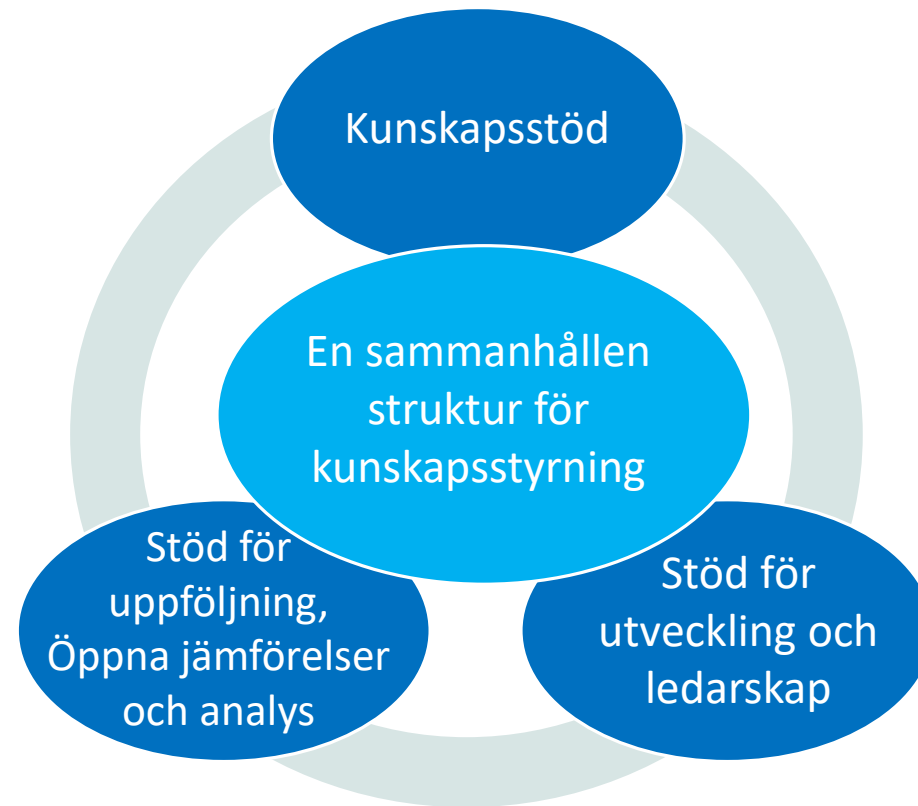 Kunskapsstöd
En sammanhållen
struktur för
kunskapsstyrning
Stöd för
uppföljning,
Öppna jämförelser
och analys
Stöd för
utveckling och
ledarskap